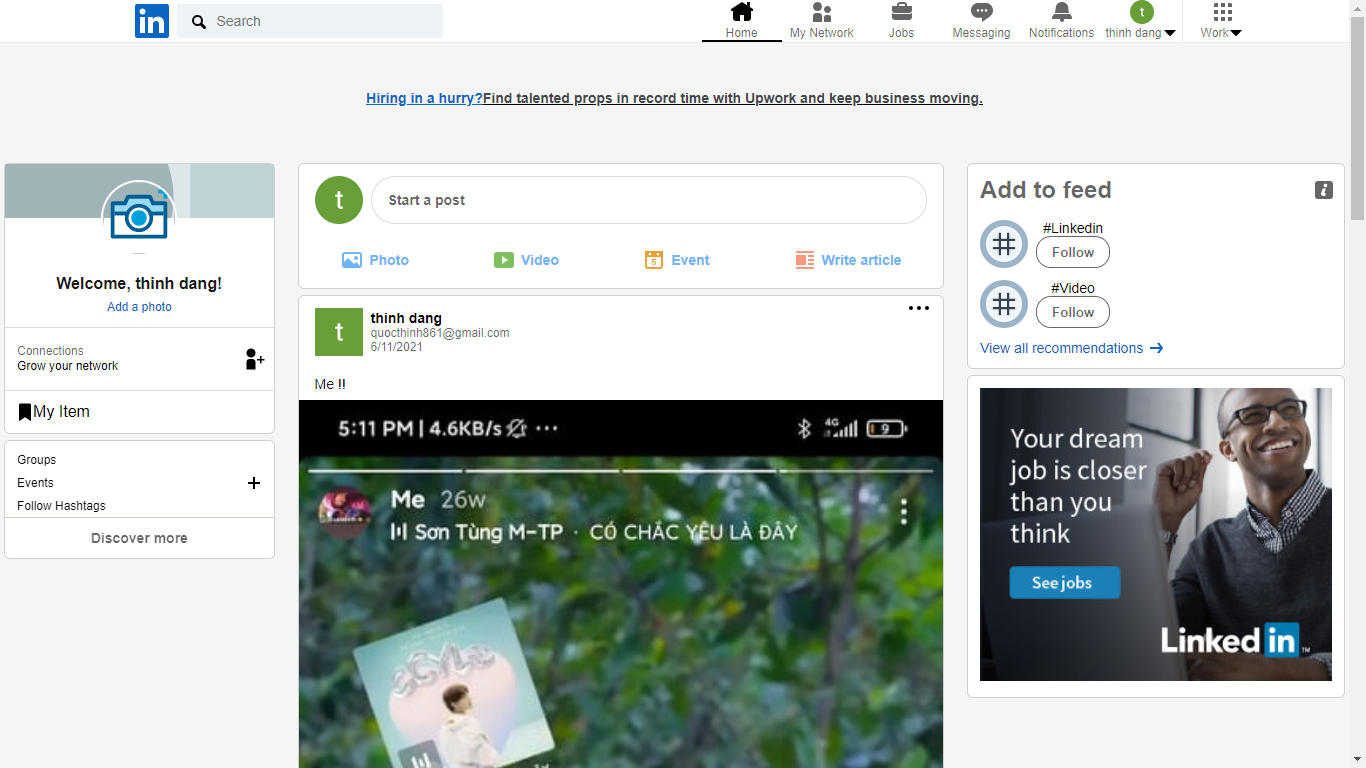 in Search
Home My Network Jobs Messaging Notifications thinh dang Work
t
Hiring in a hurry?Find talented props in record time with Upwork and keep business moving.
Welcome, thinh dang!
Add a photo
Connections
Grow your network
My Item
Groups
Events
Follow Hashtags
Discover more
t Start a post
Photo 5 Video Event Write article
t
thinh dang
quocthinh861@gmail.com
6/11/2021
Me !!
5:11 PM | 4.6KB/s 4G 9
Me 26w
Sơn Tùng M-TP · CÓ CHẮC YÊU LÀ ĐÂY
Add to feed
#Linkedin
Follow
#Video
Follow
View all recommendations
Your dream
job is closer
than you
think
See jobs
Linked in ™